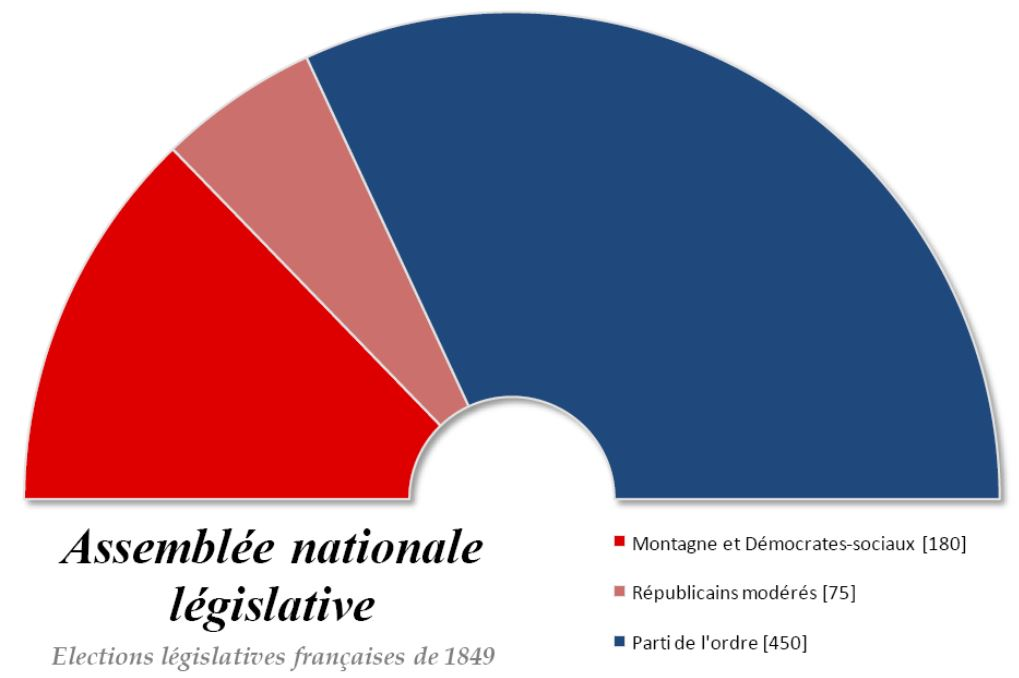 Assemblée nationale
législative
Elections législatives françaises de 1849
Montagne et Démocrates-sociaux [180]
Républicains modérés [75]
Parti de l'ordre [450]